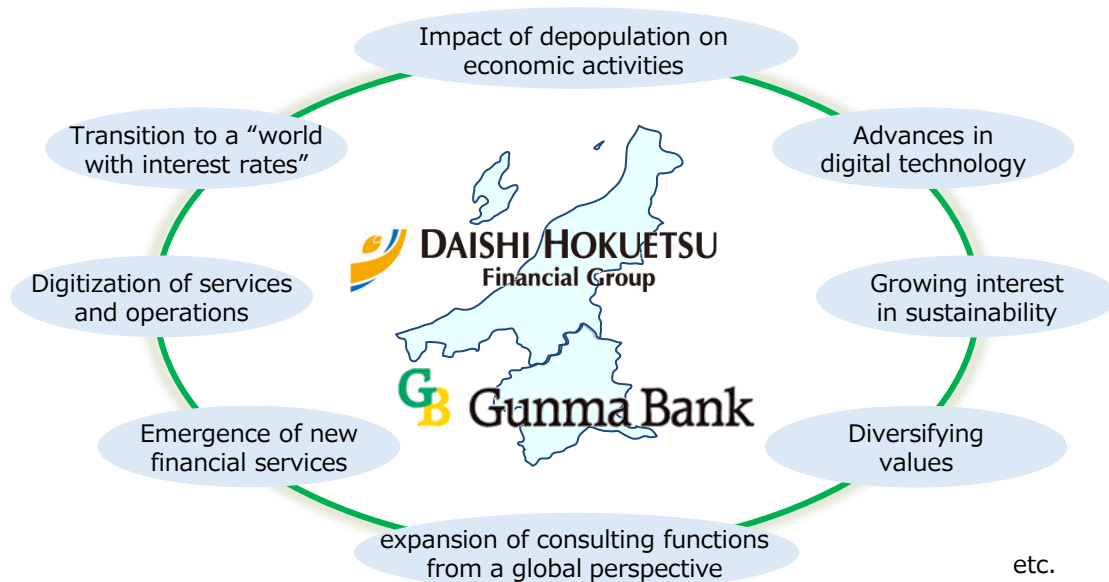 Impact of depopulation on
economic activities
Transition to a “world
with interest rates”
Advances in
digital technology
DAISHI HOKUETSU
Financial Group
Digitization of services
and operations
Growing interest
in sustainability
GB Gunma Bank
Emergence of new
financial services
Diversifying
values
expansion of consulting functions
from a global perspective
etc.